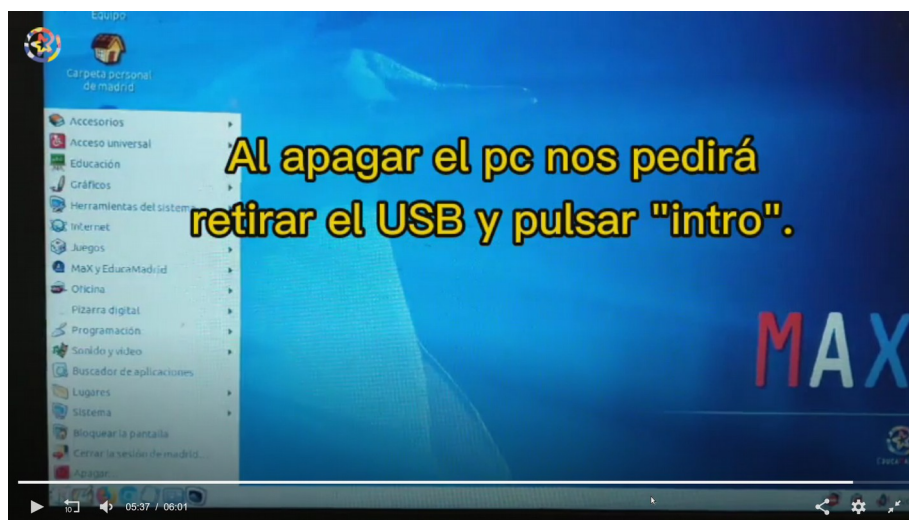 Equipo
Carpeta personal
de madrid
Accesorios
Acceso universal
Educación
Gráficos
Herramientas del sistema
Internet
Juegos
MaX y EducaMadrid
Oficina
Pizarra digital
Programación
Sonido y video
Buscador de aplicaciones
Lugares
Sistema
Bloquear la pantalla
Cerrar la sesión de madrid...
Apagar...
Al apagar el pc nos pedirá
retirar el USB y pulsar "intro".
MAX
10
05:37 / 06:01